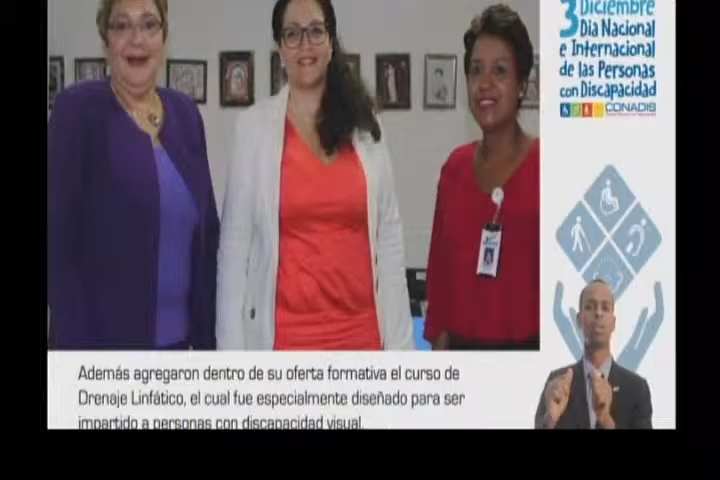 3 Diciembre
Día Nacional
e Internacional
de las Personas
con Discapacidad
CONADIS
Además agregaron dentro de su oferta formativa el curso de
Drenaje Linfático, el cual fue especialmente diseñado para ser
impartido a personas con discapacidad visual.